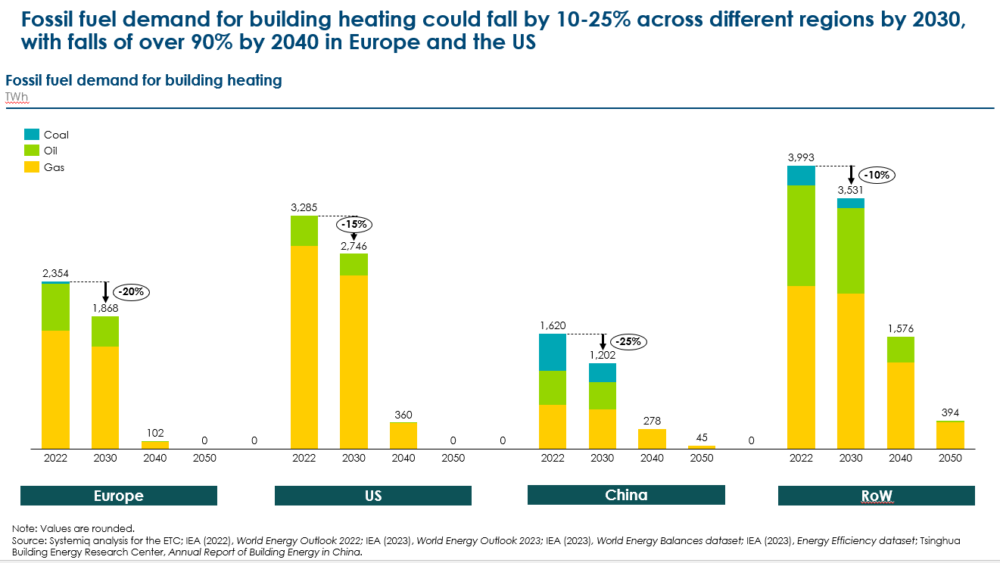 Fossil fuel demand for building heating could fall by 10-25% across different regions by 2030,
with falls of over 90% by 2040 in Europe and the US
Fossil fuel demand for building heating
TWh
Coal
Oil
Gas
2,354
-20%
1,868
102
0
0
3,285
-15%
2,746
360
0
0
1,620
-25%
1,202
278
45
0
3,993
-10%
3,531
1,576
394
2022 2030 2040 2050 2022 2030 2040 2050 2022 2030 2040 2050 2022 2030 2040 2050
Europe US China RoW
Note: Values are rounded.
Source: Systemiq analysis for the ETC; IEA (2022), World Energy Outlook 2022; IEA (2023), World Energy Outlook 2023; IEA (2023), World Energy Balances dataset; IEA (2023), Energy Efficiency dataset; Tsinghua
Building Energy Research Center, Annual Report of Building Energy in China.